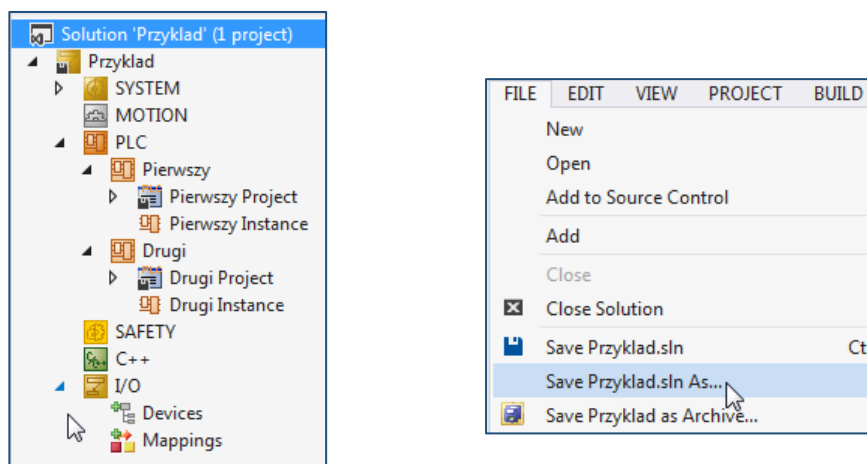 Solution 'Przyklad' (1 project)
Przyklad
SYSTEM
MOTION
PLC
Pierwszy
Pierwszy Project
Pierwszy Instance
Drugi
Drugi Project
Drugi Instance
SAFETY
C++
I/O
Devices
Mappings
FILE EDIT VIEW PROJECT BUILD
New
Open
Add to Source Control
Add
Close
Close Solution
Save Przyklad.sln Ct
Save Przyklad.sln As...
Save Przyklad as Archive...